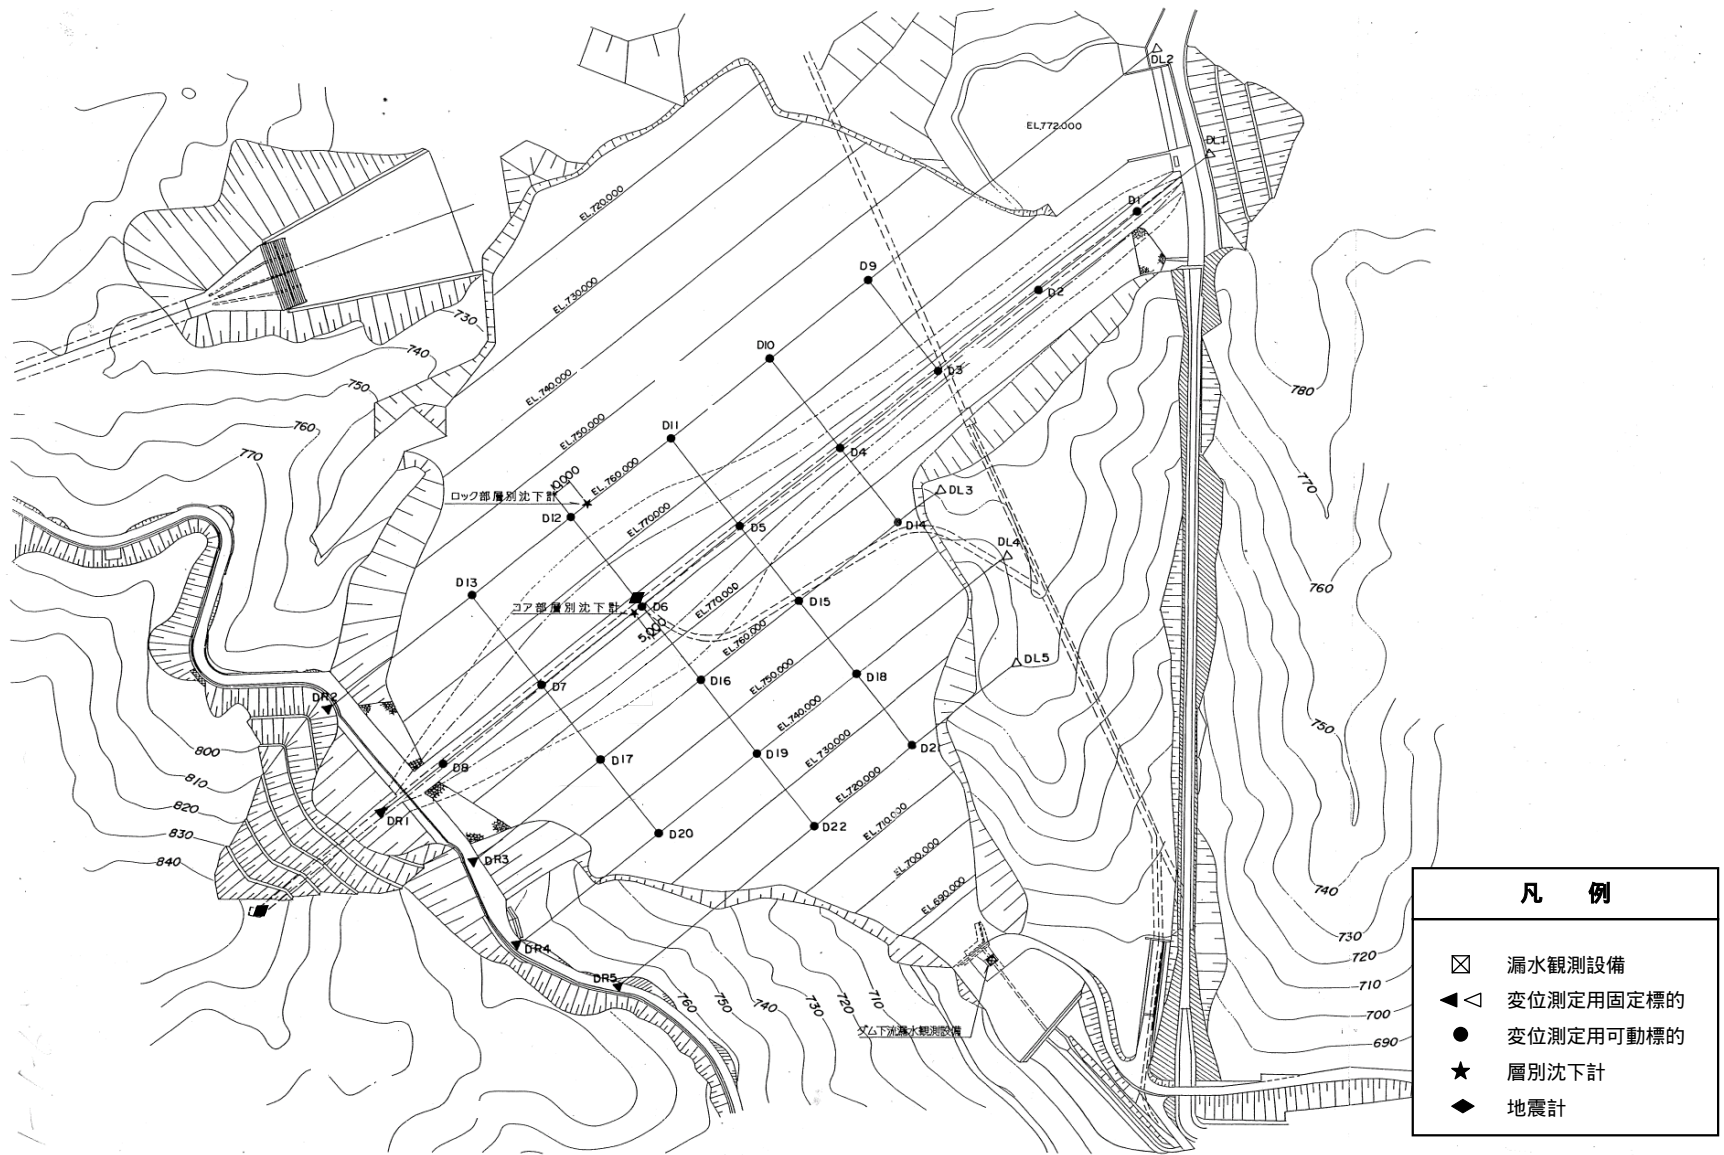 DL2
DL1
EL.772.000
EL.720.000
D1
D9
D2
EL.730.000
730
740
D10
D3
780
750
EL.740.000
760
D11
EL.750.000
D4
770
EL.760.000
10,000
ロック部層別沈下計
DL3
770
D12
EL.770.000
D5
D14
DL4
D13
EL.770.000
760
コア部層別沈下計
D6
D15
5,000
EL.760.000
DL5
D7
D16
EL.750.000
D18
DR2
EL.740.000
750
800
EL.730.000
D21
D8
D17
D19
810
EL.720.000
820
DR1
EL.710.000
D22
830
D20
840
DR3
EL.700.000
740
EL.690.000
730
DR4
720
DR5
710
760
750
740
730
720
710
700
ダム下流漏水観測設備
690
凡 例
漏水観測設備
変位測定用固定標的
変位測定用可動標的
層別沈下計
地震計